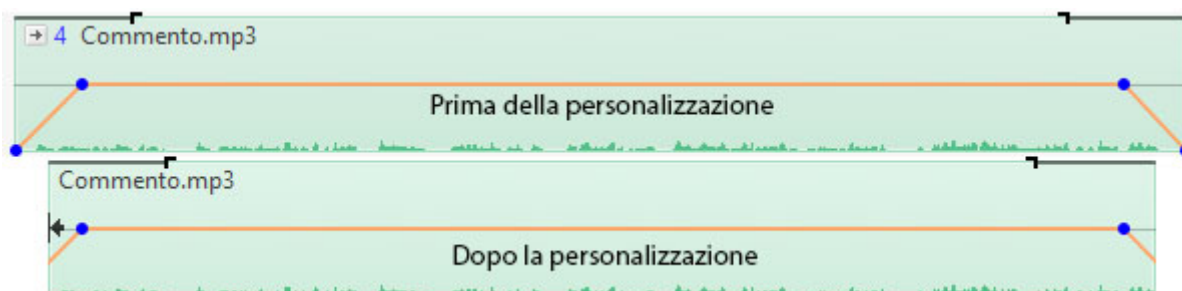 4 Commento.mp3
Prima della personalizzazione
Commento.mp3
Dopo la personalizzazione